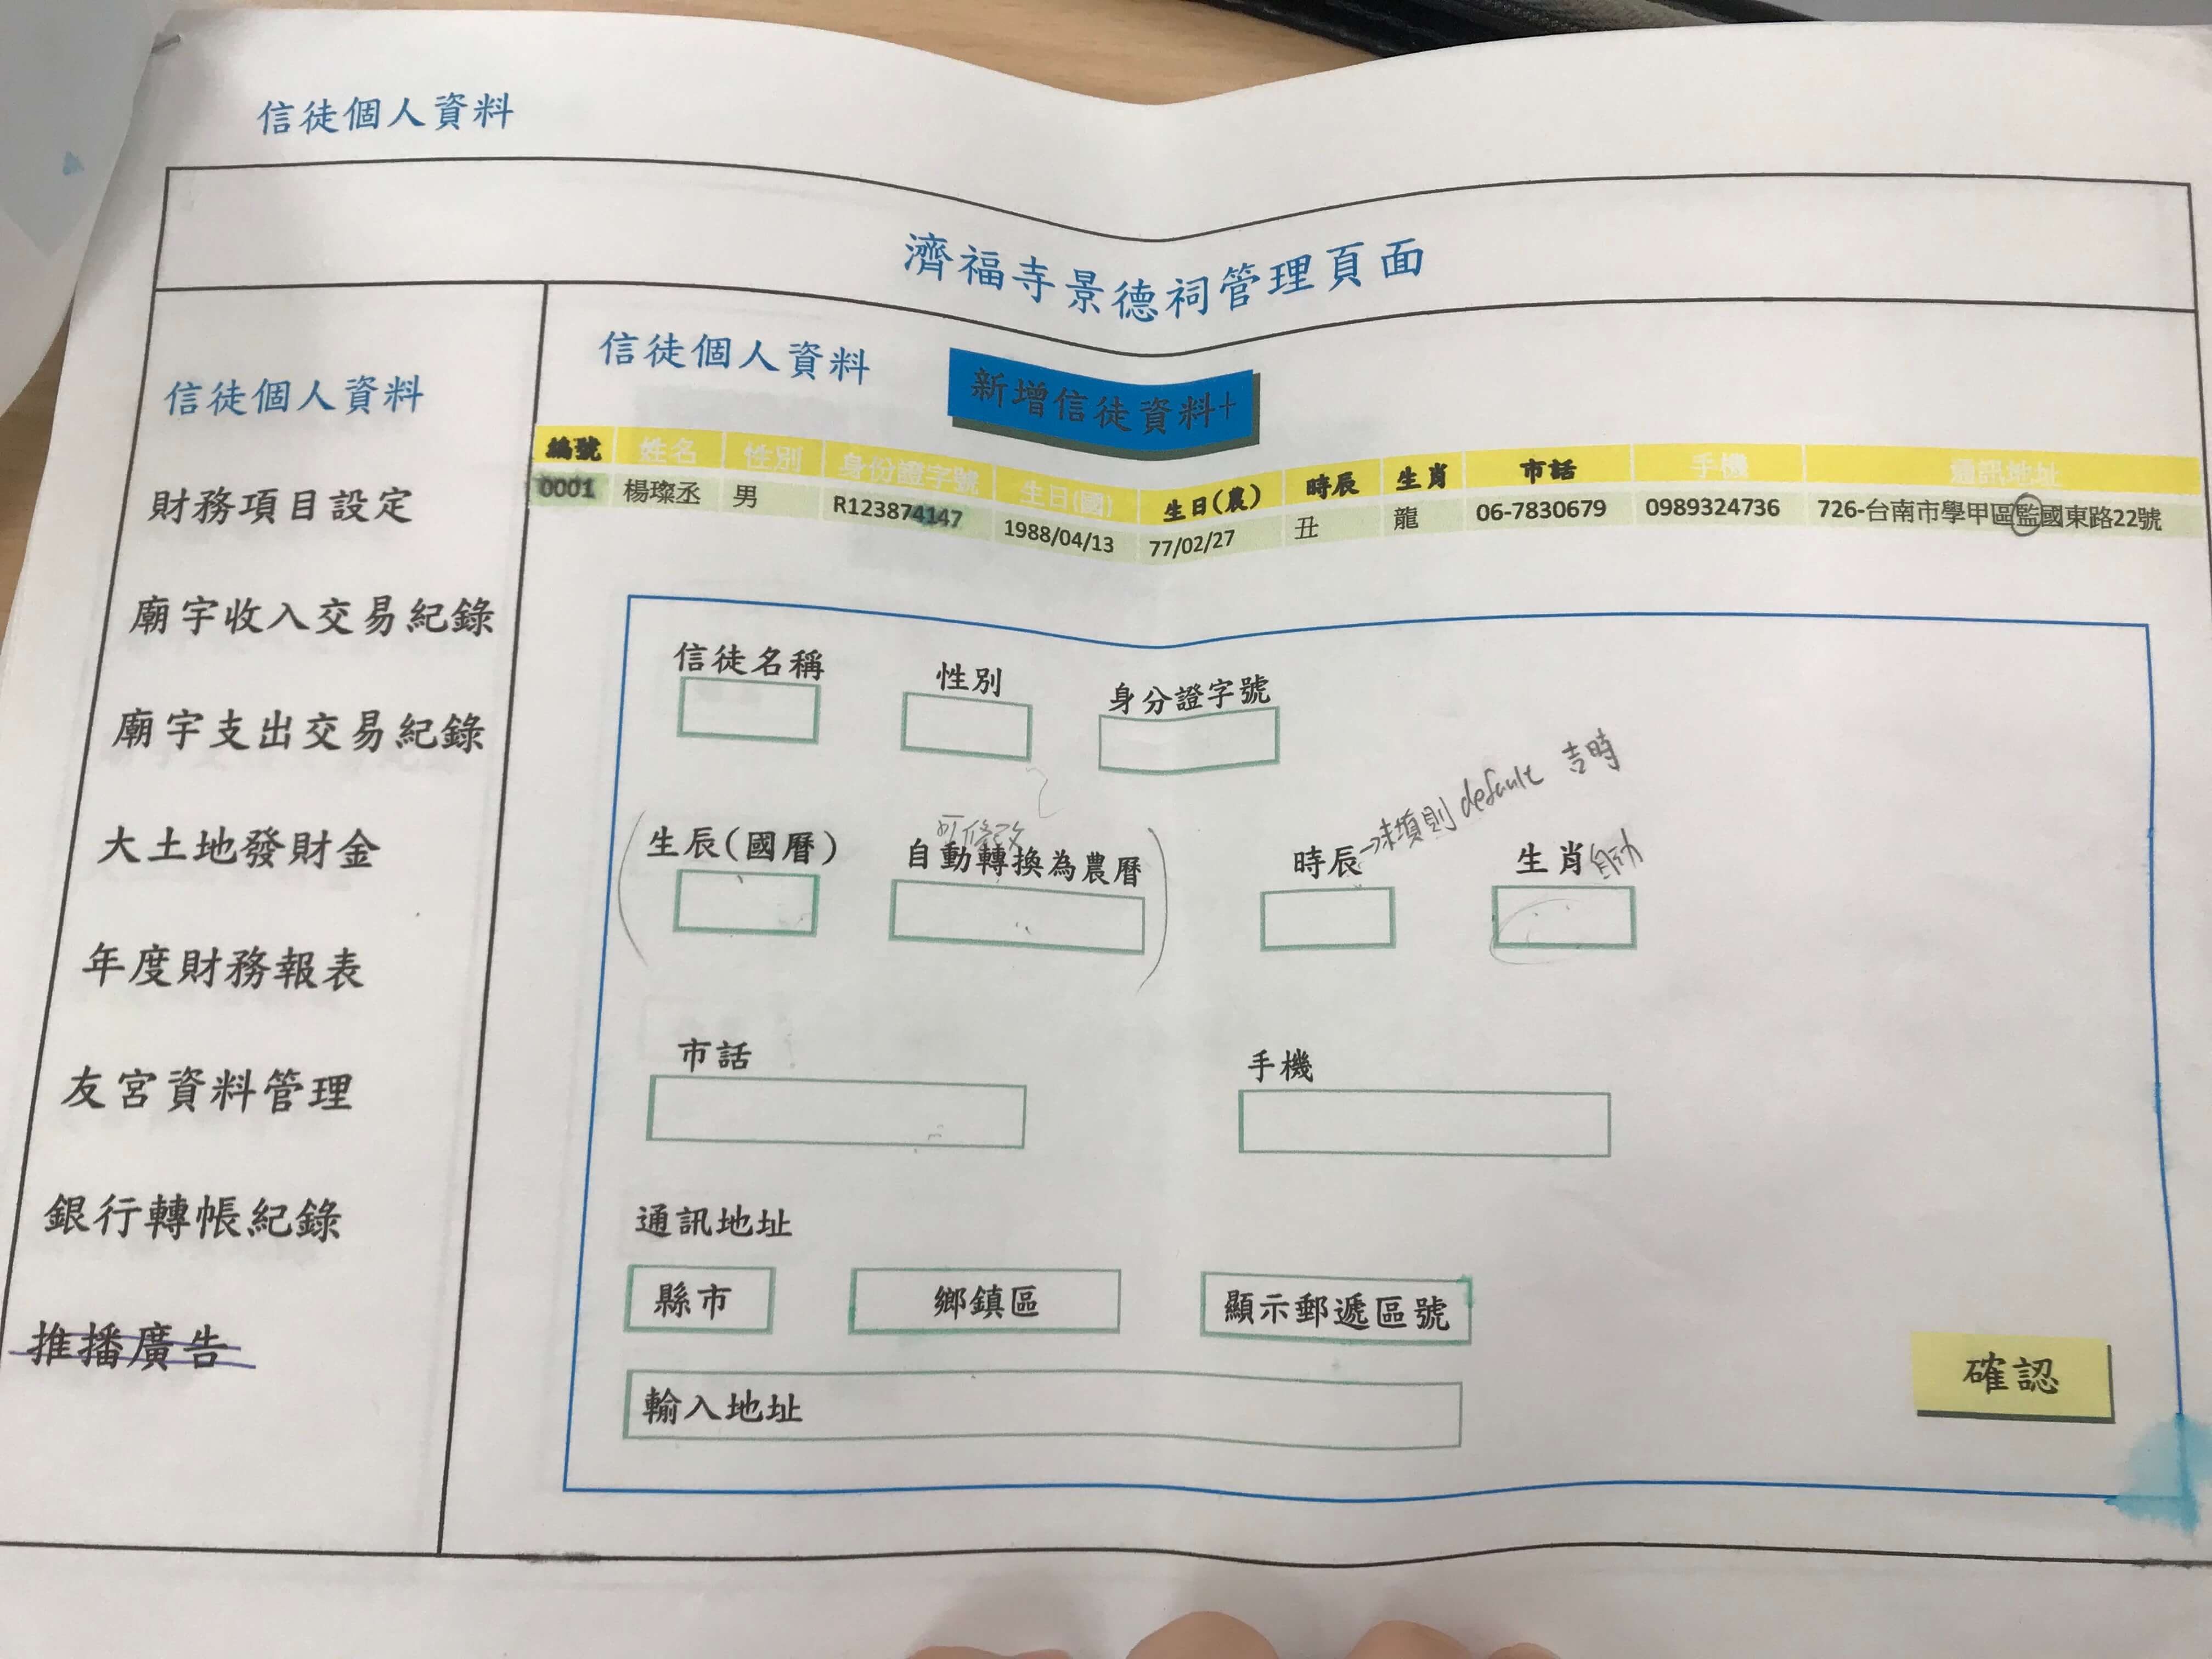 信徒個人資料
濟福寺景德祠管理頁面
信徒個人資料
財務項目設定
廟宇收入交易紀錄
廟宇支出交易紀錄
大土地發財金
年度財務報表
友宮資料管理
銀行轉帳紀錄
推播廣告
信徒個人資料
新增信徒資料+
編號 姓名 性別 身份證字號 生日(國) 生日(農) 時辰 生肖 市話 手機 通訊地址
0001 楊璨丞 男 R123874147 1988/04/13 77/02/27 丑 龍 06-7830679 0989324736 726-台南市學甲區監國東路22號
信徒名稱 性別 身分證字號
可修改
→未填則 default 吉時
生辰(國曆) 自動轉換為農曆 時辰 生肖 自動
市話 手機
通訊地址
縣市 鄉鎮區 顯示郵遞區號
輸入地址
確認